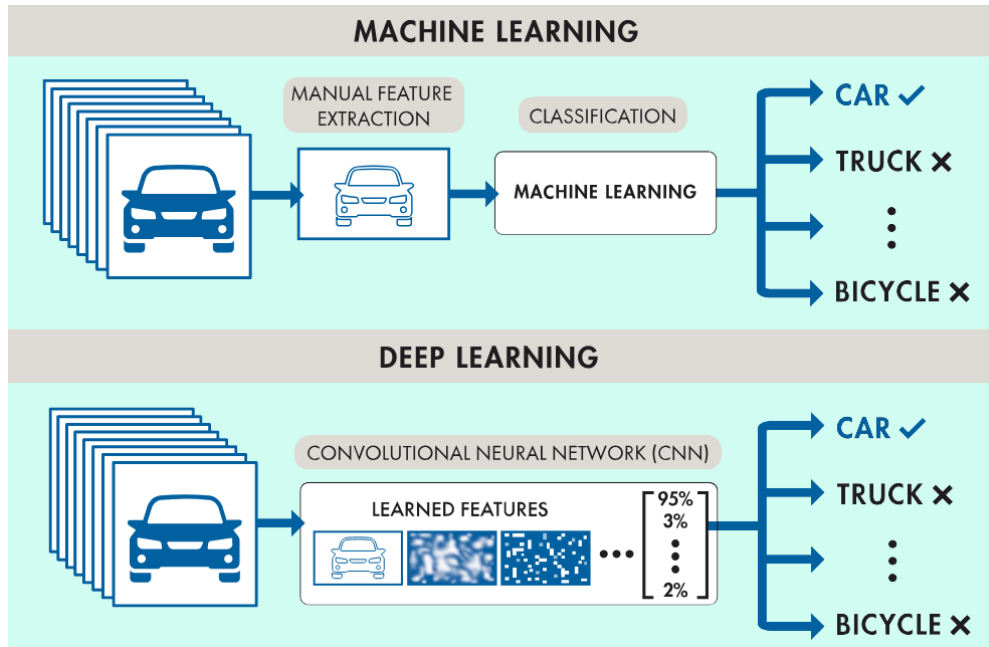 MACHINE LEARNING
MANUAL FEATURE
EXTRACTION
CLASSIFICATION
MACHINE LEARNING
CAR
TRUCK
BICYCLE
DEEP LEARNING
CONVOLUTIONAL NEURAL NETWORK (CNN)
LEARNED FEATURES
95%
3%
2%
CAR
TRUCK
BICYCLE